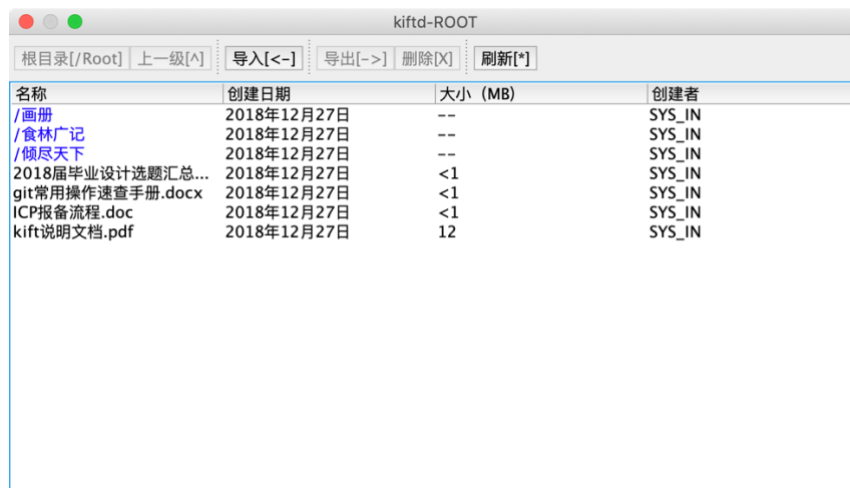 kiftd-ROOT
根目录[/Root] 上一级[^] 导入[<-] 导出[->] 删除[X] 刷新[*]
名称 创建日期 大小（MB） 创建者
/画册 2018年12月27日 -- SYS_IN
/食林广记 2018年12月27日 -- SYS_IN
/倾尽天下 2018年12月27日 -- SYS_IN
2018届毕业设计选题汇总... 2018年12月27日 <1 SYS_IN
git常用操作速查手册.docx 2018年12月27日 <1 SYS_IN
ICP报备流程.doc 2018年12月27日 <1 SYS_IN
kift说明文档.pdf 2018年12月27日 12 SYS_IN